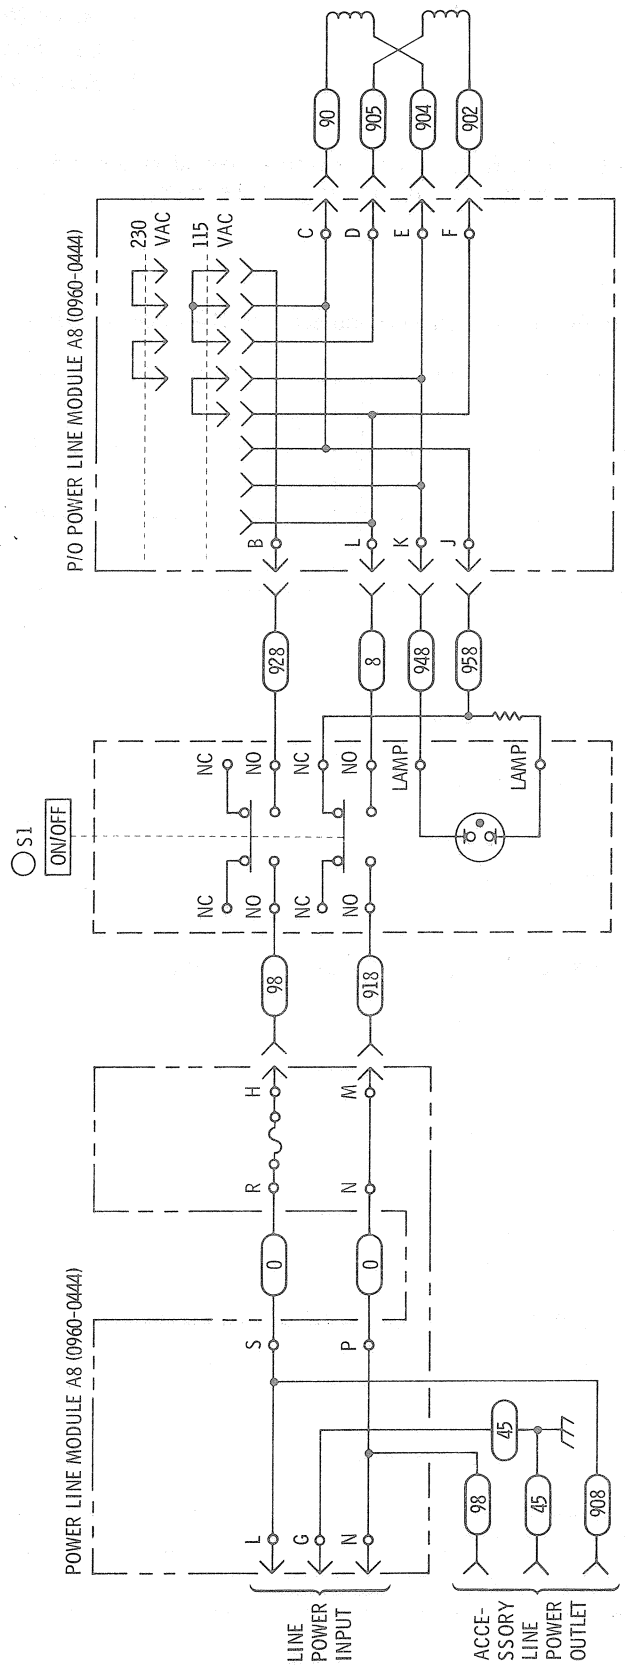 POWER LINE MODULE A8 (0960-0444)
LINE
POWER
INPUT
L
G
N
ACCE-
SSORY
LINE
POWER
OUTLET
98
45
908
45
S
P
0
0
R
N
H
M
98
918
S1
ON/OFF
NC
NO
NC
NO
NC
NO
NC
NO
LAMP
LAMP
928
8
948
958
P/O POWER LINE MODULE A8 (0960-0444)
B
L
K
J
230
VAC
115
VAC
C
D
E
F
90
905
904
902